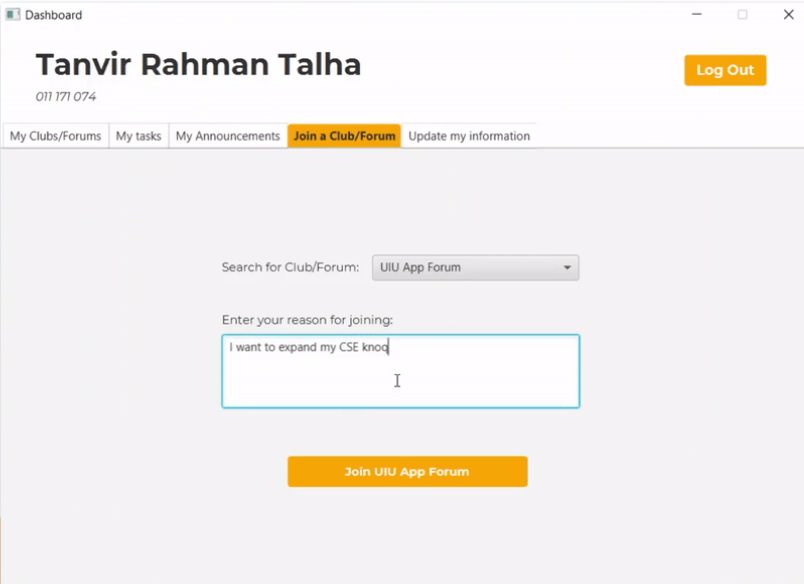 Dashboard
Tanvir Rahman Talha
Log Out
011 171 074
My Clubs/Forums My tasks My Announcements Join a Club/Forum Update my information
Search for Club/Forum: UIU App Forum
Enter your reason for joining:
I want to expand my CSE knoq
Join UIU App Forum